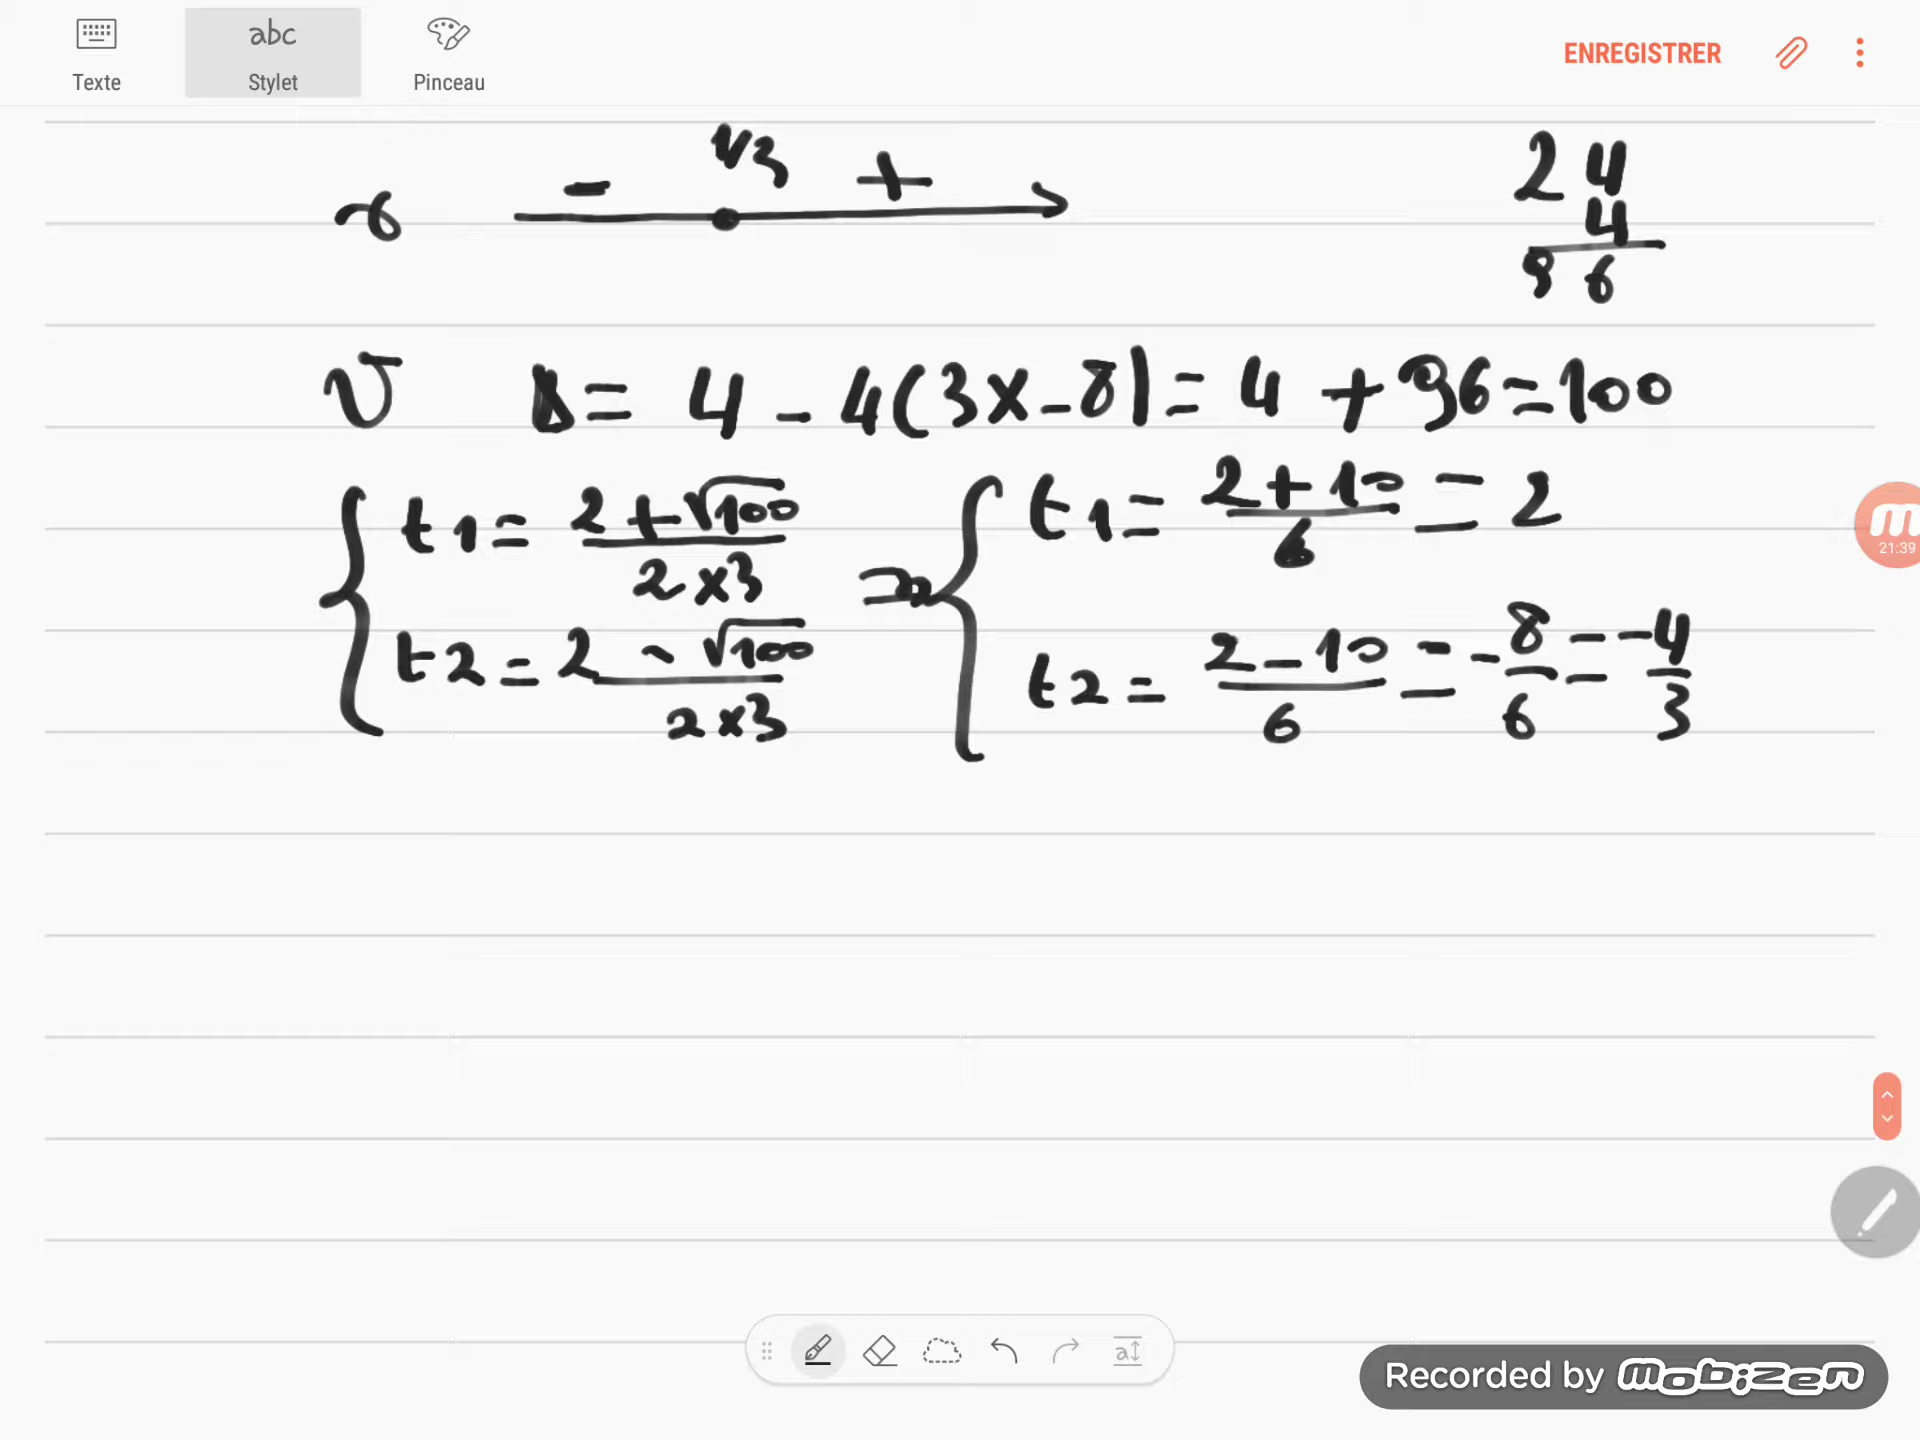 abc
Texte Stylet Pinceau ENREGISTRER
1/3
- +
24
4
96
= 4 - 4(3x-8) = 4 + 96 = 100
t1 = 2 + √100 / 2x3 => t1 = 2 + 10 / 6 = 2
t2 = 2 - √100 / 2x3 t2 = 2 - 10 / 6 = - 8 / 6 = - 4 / 3
21:39
Recorded by mobizen